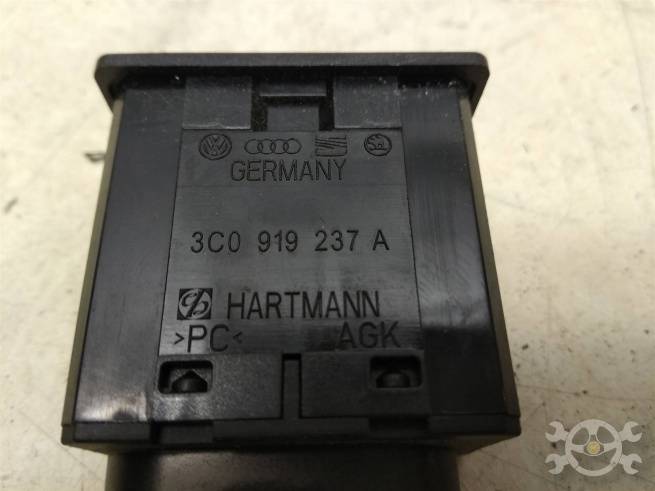 GERMANY
3C0 919 237 A
HARTMANN
>PC< AGK